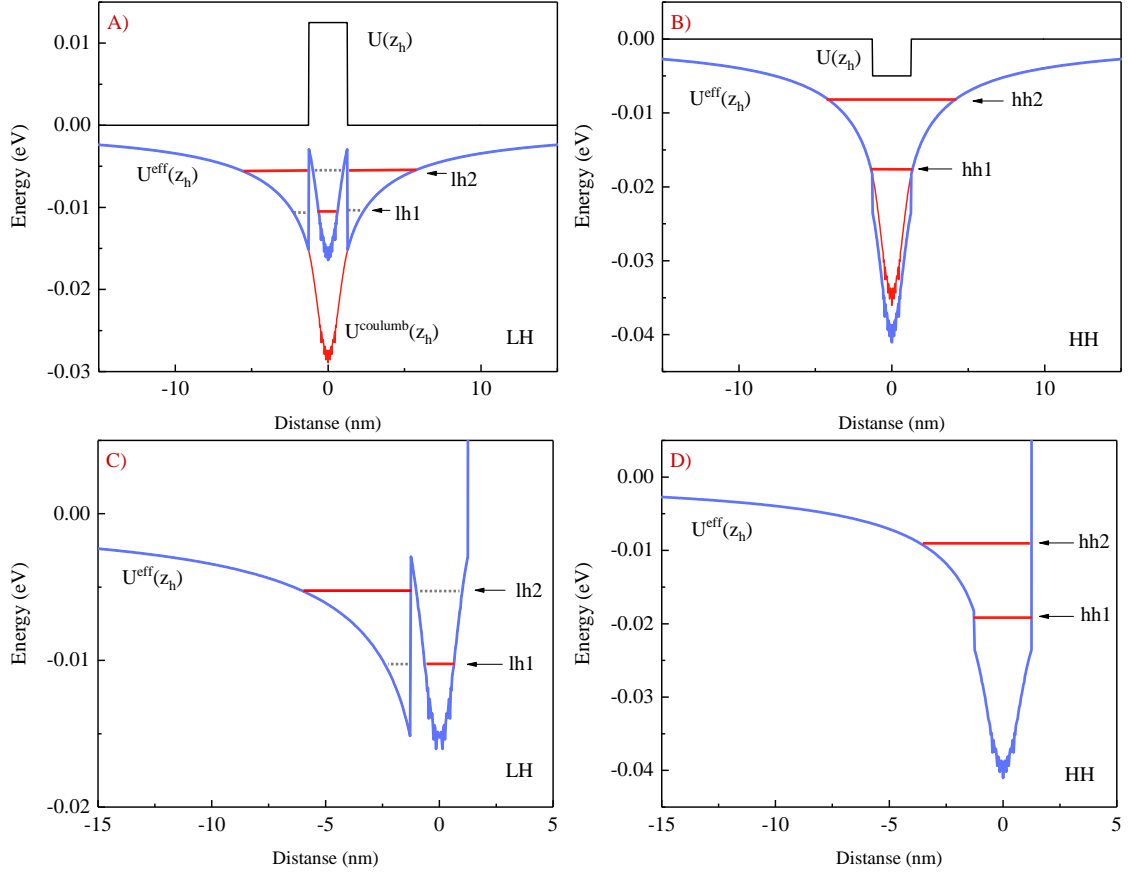 A)
0.01
U(z_h)
0.00
U^eff(z_h)
lh2
-0.01
lh1
-0.02
U^coulumb(z_h)
LH
-0.03
-10
0
10
Energy (eV)
Distanse (nm)
B)
0.00
U(z_h)
U^eff(z_h)
-0.01
hh2
hh1
-0.02
-0.03
-0.04
HH
-10
0
10
Energy (eV)
Distanse (nm)
C)
0.00
U^eff(z_h)
lh2
-0.01
lh1
LH
-0.02
-15
-10
-5
0
5
Energy (eV)
Distanse (nm)
D)
0.00
U^eff(z_h)
-0.01
hh2
hh1
-0.02
-0.03
-0.04
HH
-15
-10
-5
0
5
Energy (eV)
Distanse (nm)